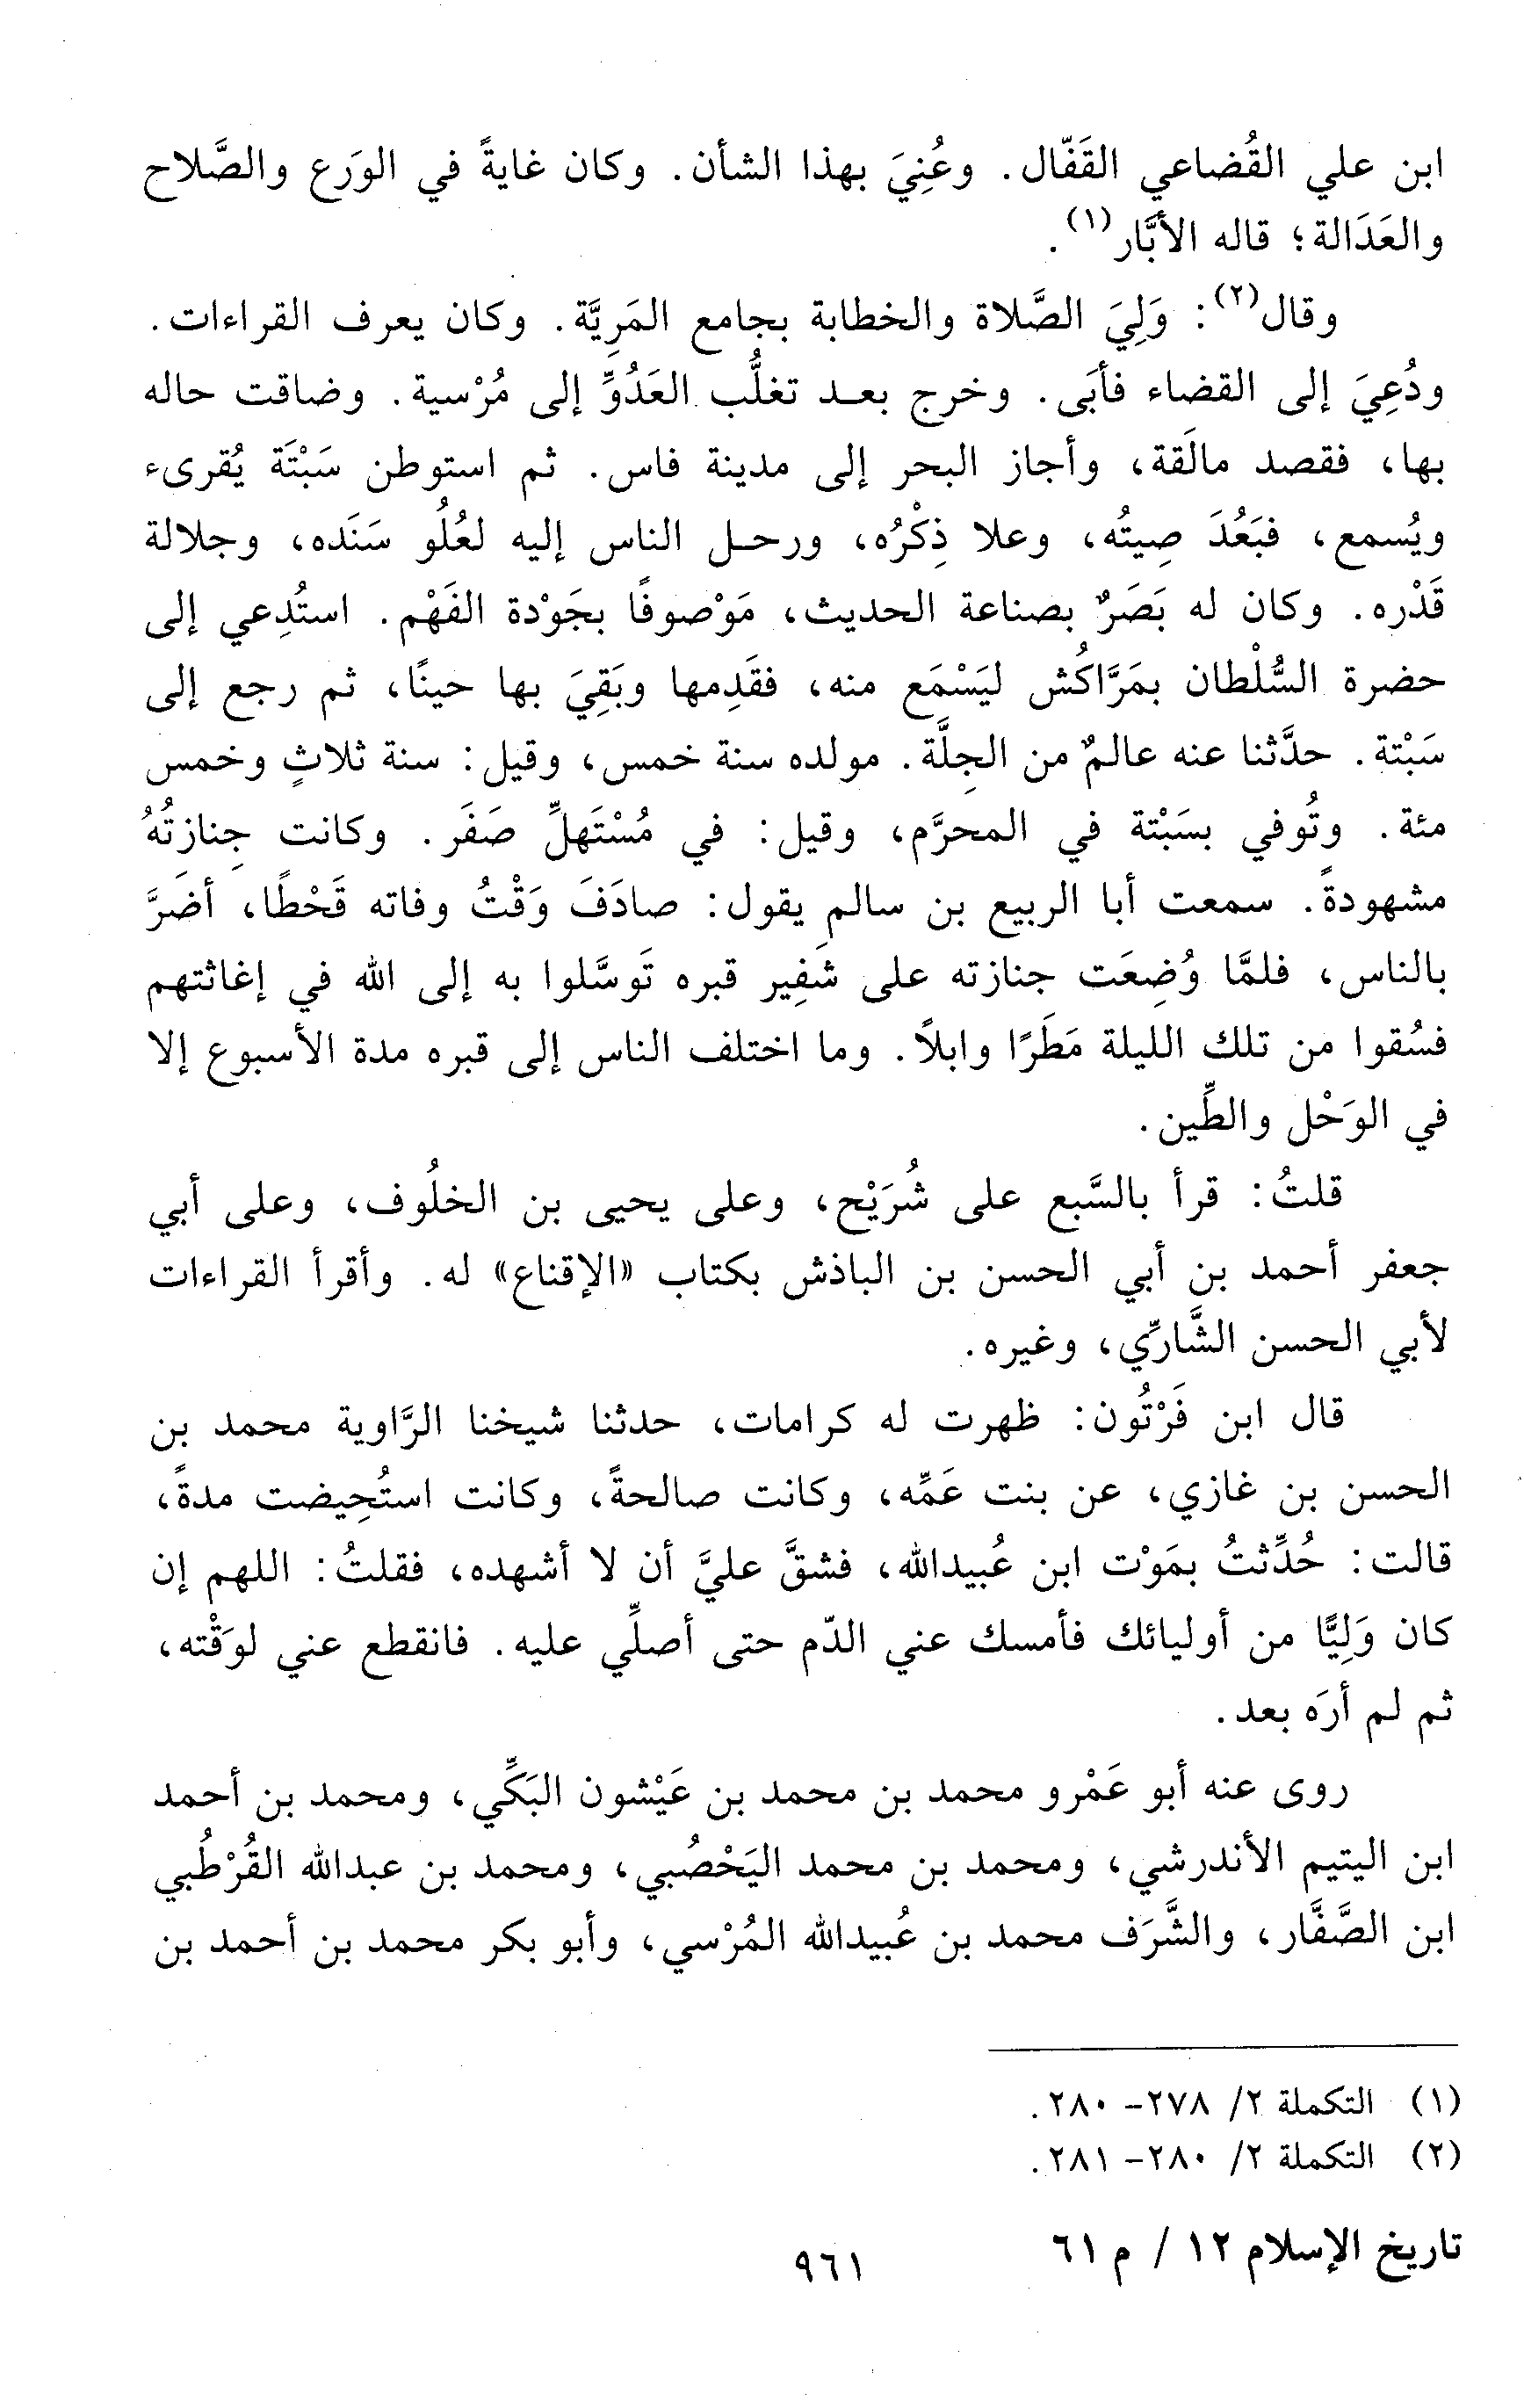 ابن علي القُضاعي القَفّال. وعُنِيَ بهذا الشأن. وكان غايةً في الوَرع والصَّلاح
والعَدَالة؛ قاله الأبَّار(١).
وقال(٢): وَلِيَ الصَّلاة والخطابة بجامع المَرِيَّة. وكان يعرف القراءات.
ودُعِيَ إلى القضاء فأبَى. وخرج بعد تغلُّب العَدُوِّ إلى مُرْسية. وضاقت حاله
بها، فقصد مالَقة، وأجاز البحر إلى مدينة فاس. ثم استوطن سَبْتَة يُقرىء
ويُسمع، فبَعُدَ صِيتُه، وعلا ذِكْرُه، ورحل الناس إليه لعُلُو سَنَده، وجلالة
قَدْره. وكان له بَصَرٌ بصناعة الحديث، مَوْصوفًا بجَوْدة الفَهْم. استُدِعي إلى
حضرة السُّلْطان بمَرَّاكُش ليَسْمَع منه، فقَدِمها وبَقِيَ بها حينًا، ثم رجع إلى
سَبْتة. حدَّثنا عنه عالمٌ من الجِلَّة. مولده سنة خمس، وقيل: سنة ثلاثٍ وخمس
مئة. وتُوفي بسَبْتة في المحرَّم، وقيل: في مُسْتَهلِّ صَفَر. وكانت جِنازتُهُ
مشهودةً. سمعت أبا الربيع بن سالم يقول: صادَفَ وَقْتُ وفاته قَحْطًا، أضَرَّ
بالناس، فلمَّا وُضِعَت جنازته على شَفِير قبره تَوسَّلوا به إلى الله في إغاثتهم
فسُقوا من تلك الليلة مَطَرًا وابلاً. وما اختلف الناس إلى قبره مدة الأسبوع إلا
في الوَحْل والطِّين.
قلتُ: قرأ بالسَّبع على شُرَيْح، وعلى يحيى بن الخلُوف، وعلى أبي
جعفر أحمد بن أبي الحسن بن الباذش بكتاب «الإقناع» له. وأقرأ القراءات
لأبي الحسن الشَّارِّي، وغيره.
قال ابن فَرْتُون: ظهرت له كرامات، حدثنا شيخنا الرَّاوية محمد بن
الحسن بن غازي، عن بنت عَمِّه، وكانت صالحةً، وكانت استُحِيضت مدةً،
قالت: حُدِّثتُ بمَوْت ابن عُبيدالله، فشقَّ عليَّ أن لا أشهده، فقلتُ: اللهم إن
كان وَلِيًّا من أوليائك فأمسك عني الدّم حتى أصلِّي عليه. فانقطع عني لوَقْته،
ثم لم أرَه بعد.
روى عنه أبو عَمْرو محمد بن محمد بن عَيْشون البَكِّي، ومحمد بن أحمد
ابن اليتيم الأندرشي، ومحمد بن محمد اليَحْصُبي، ومحمد بن عبدالله القُرْطُبي
ابن الصَّفَّار، والشَّرَف محمد بن عُبيدالله المُرْسي، وأبو بكر محمد بن أحمد بن
(١) التكملة ٢/ ٢٧٨- ٢٨٠.
(٢) التكملة ٢/ ٢٨٠- ٢٨١.
تاريخ الإسلام ١٢ / م ٦١
٩٦١